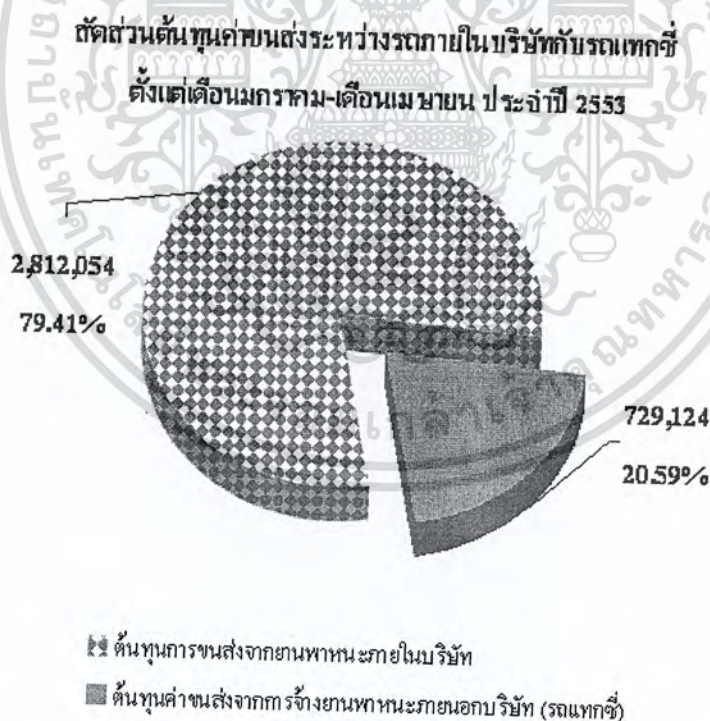 สัดส่วนต้นทุนค่าขนส่งระหว่างรถภายในบริษัทกับรถแทกซี่
ตั้งแต่เดือนมกราคม-เดือนเมษายน ประจำปี 2553
2,812,054
79.41%
729,124
20.59%
ต้นทุนการขนส่งจากยานพาหนะภายในบริษัท
ต้นทุนค่าขนส่งจากการจ้างยานพาหนะภายนอกบริษัท (รถแทกซี่)